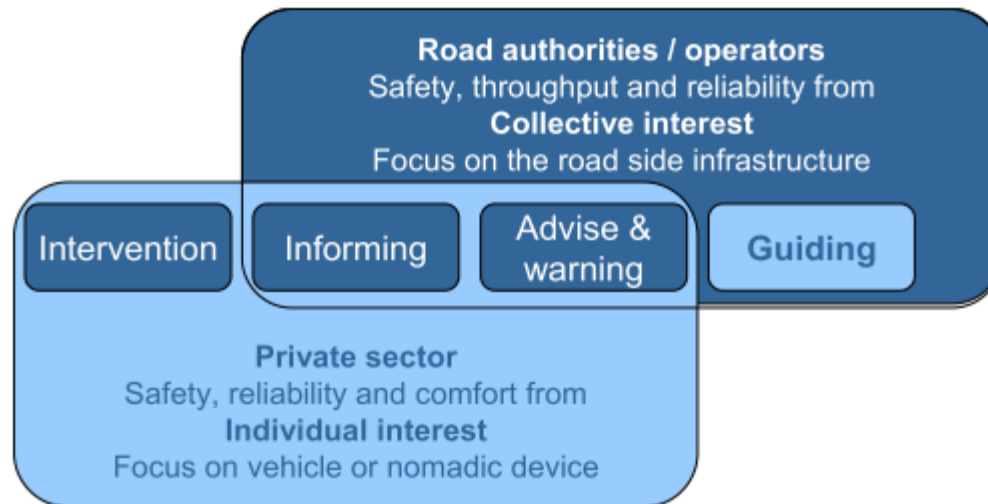 Road authorities / operators
Safety, throughput and reliability from
Collective interest
Focus on the road side infrastructure
Intervention
Informing
Advise &
warning
Guiding
Private sector
Safety, reliability and comfort from
Individual interest
Focus on vehicle or nomadic device